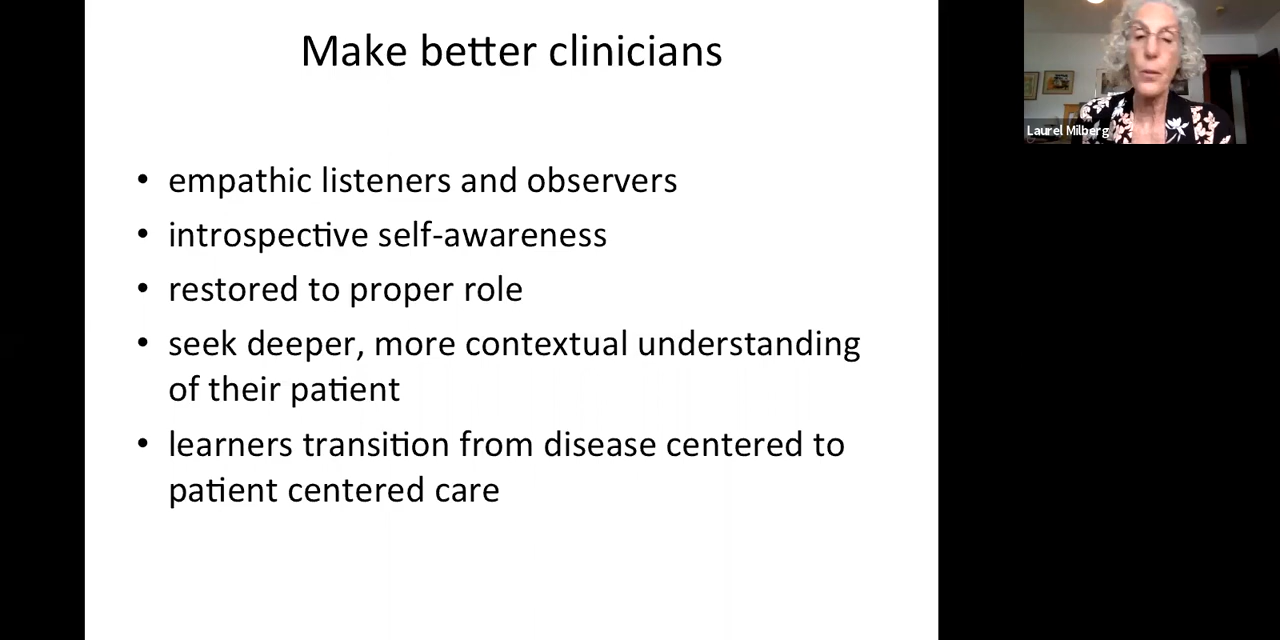 Make better clinicians
empathic listeners and observers
introspective self-awareness
restored to proper role
seek deeper, more contextual understanding
of their patient
learners transition from disease centered to
patient centered care
Laurel Milberg